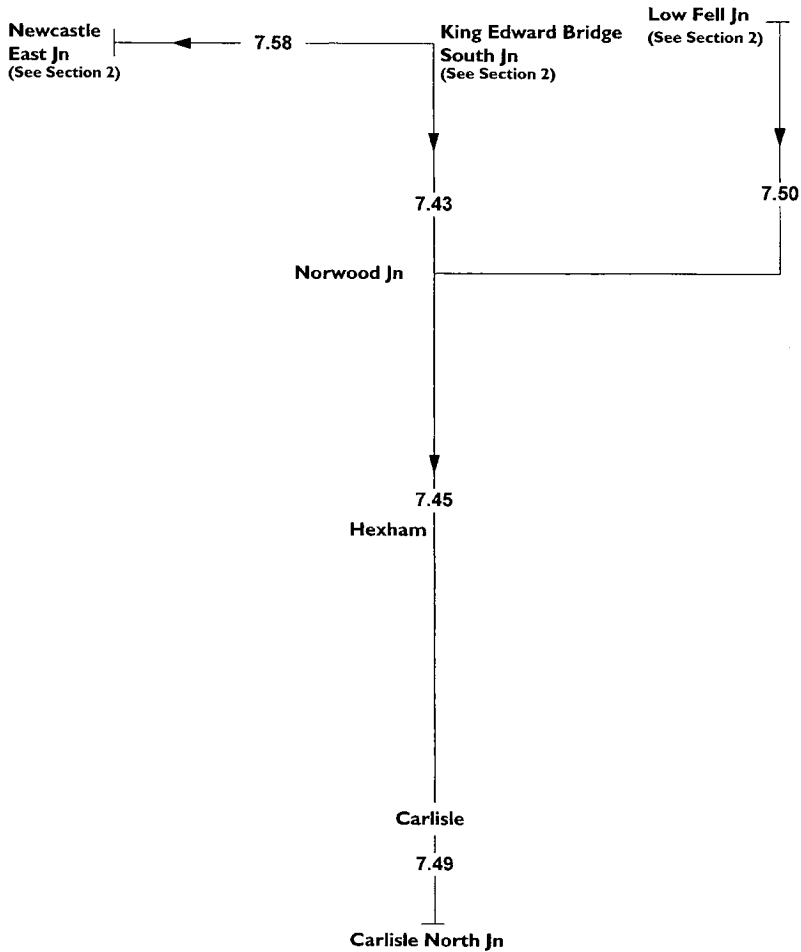 Newcastle
East Jn
(See Section 2)
7.58
King Edward Bridge
South Jn
(See Section 2)
Low Fell Jn
(See Section 2)
7.43
7.50
Norwood Jn
7.45
Hexham
Carlisle
7.49
Carlisle North Jn